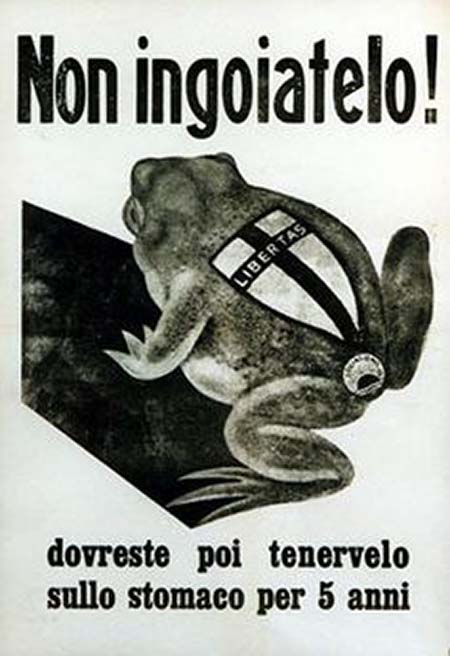 Non ingoiatelo!
LIBERTAS
dovreste poi tenervelo
sullo stomaco per 5 anni